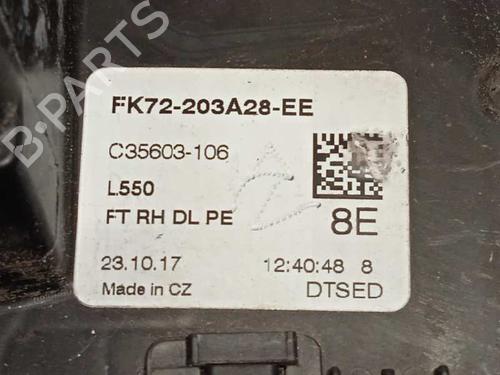 B-PARTS
FK72-203A28-EE
C35603-106
L550
FT RH DL PE
8E
23.10.17 12:40:48 8
Made in CZ DTSED